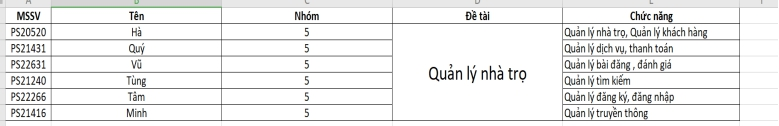 MSSV Tên Nhóm Đề tài Chức năng
PS20520 Hà 5 Quản lý nhà trọ, Quản lý khách hàng
PS21431 Quý 5 Quản lý dịch vụ, thanh toán
PS22631 Vũ 5 Quản lý bài đăng , đánh giá
Quản lý nhà trọ
PS21240 Tùng 5 Quản lý tìm kiếm
PS22266 Tâm 5 Quản lý đăng ký, đăng nhập
PS21416 Minh 5 Quản lý truyền thông